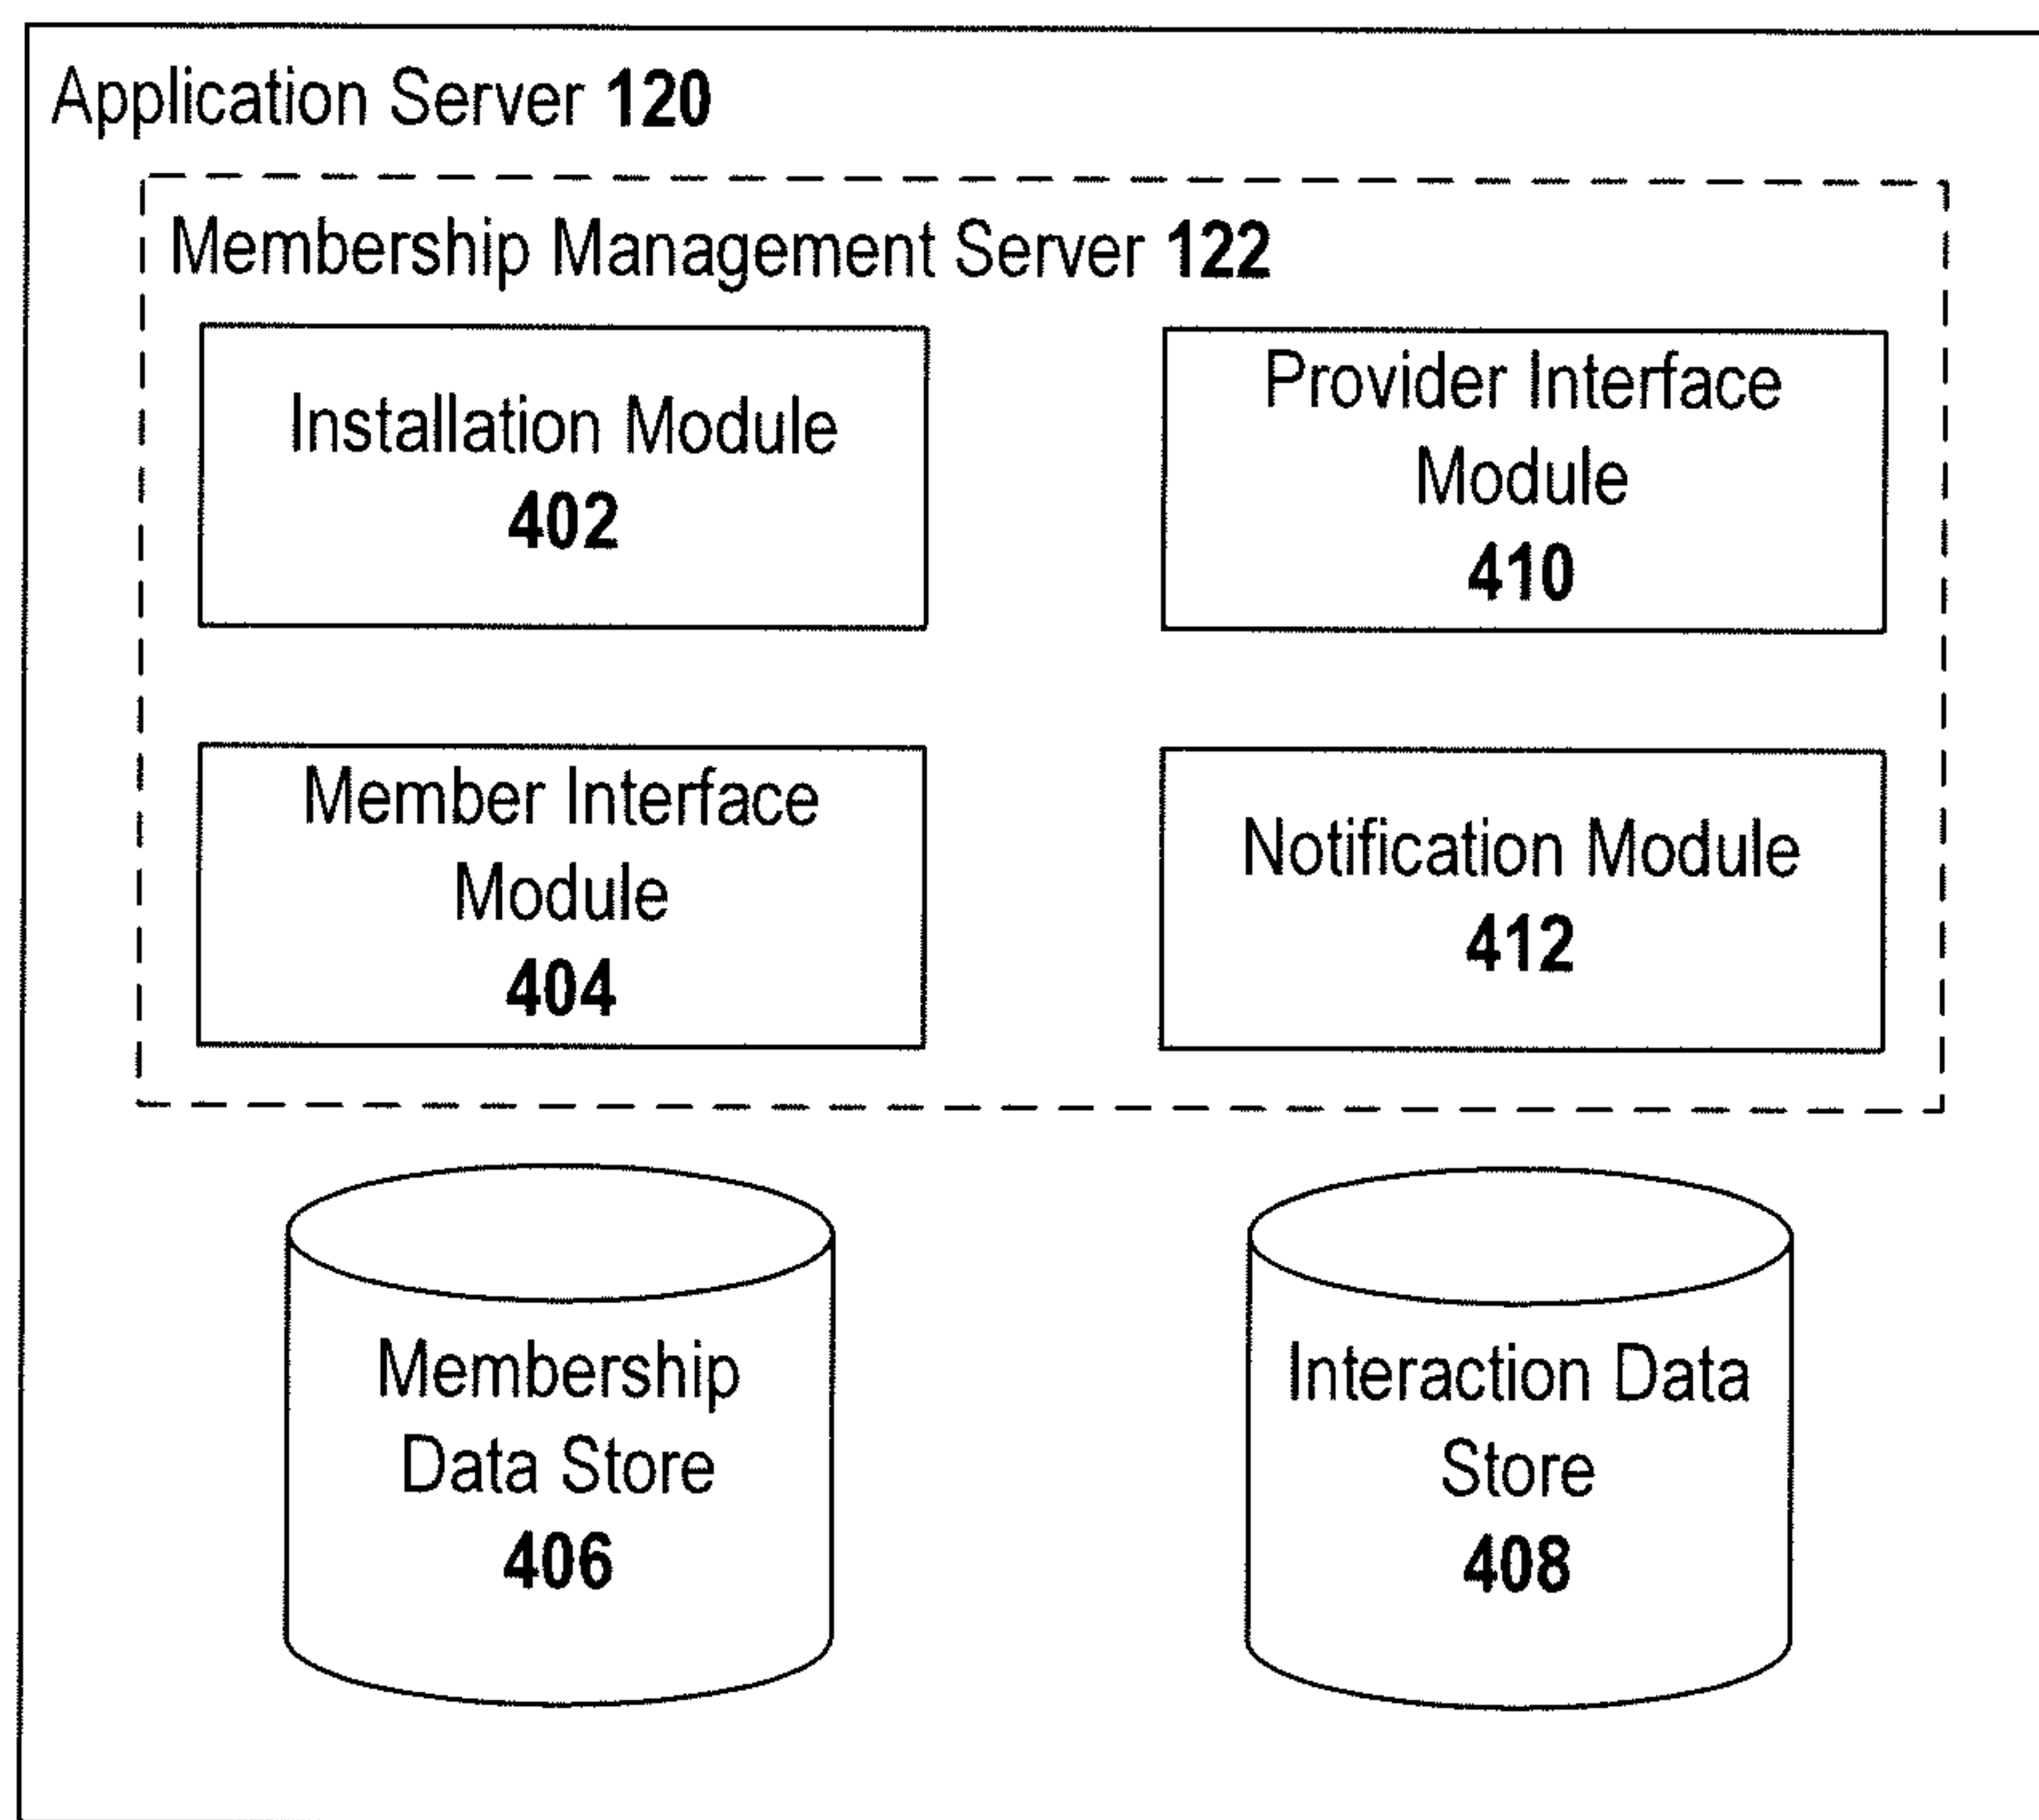 Application Server 120
Membership Management Server 122
Installation Module
402
Provider Interface
Module
410
Member Interface
Module
404
Notification Module
412
Membership
Data Store
406
Interaction Data
Store
408